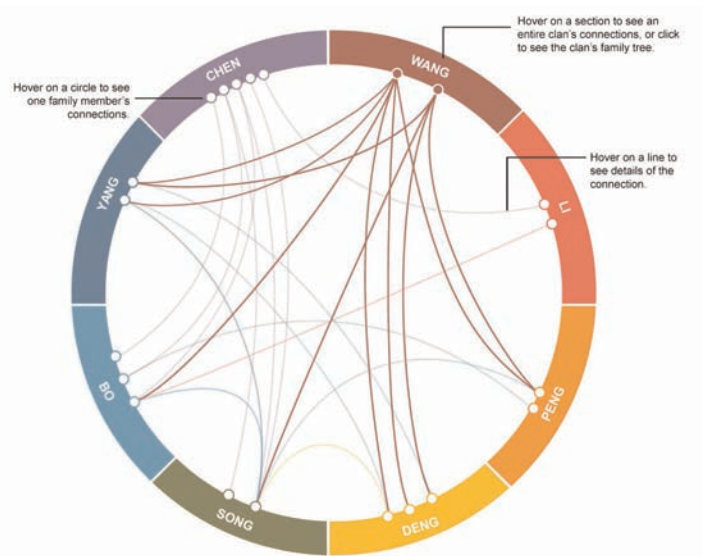 Hover on a section to see an
entire clan's connections, or click
to see the clan's family tree.
CHEN
WANG
Hover on a circle to see
one family member's
connections.
Hover on a line to
see details of the
connection.
YANG
LI
BO
PENG
SONG
DENG